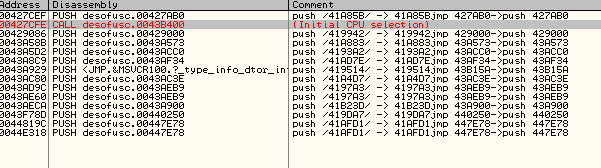 Address Disassembly Comment
00427CEF PUSH desofusc.00427AB0 push /41A85B/ -> 41A85Bjmp 427AB0->push 427AB0
00427CFE CALL desofusc.0043B400 (Initial CPU selection)
00429086 PUSH desofusc.00429000 push /419942/ -> 419942jmp 429000->push 429000
0043A58B PUSH desofusc.0043A573 push /41A883/ -> 41A883jmp 43A573->push 43A573
0043A5D2 PUSH desofusc.0043ACC0 push /41A8A0/ -> 41A8A0jmp 43ACC0->push 43ACC0
0043A8C9 PUSH desofusc.0043AF34 push /41AD7E/ -> 41AD7Ejmp 43AF34->push 43AF34
0043A929 PUSH <JMP.&MSVCR100.?_type_info_dtor_in push /419514/ -> 419514jmp 43B15A->push 43B15A
0043AC80 PUSH desofusc.0043AC3E push /41A4D7/ -> 41A4D7jmp 43AC3E->push 43AC3E
0043AD9C PUSH desofusc.0043AEB9 push /4197A3/ -> 4197A3jmp 43AEB9->push 43AEB9
0043AE60 PUSH desofusc.0043AEB9 push /4197A3/ -> 4197A3jmp 43AEB9->push 43AEB9
0043AECA PUSH desofusc.0043A900 push /41B23D/ -> 41B23Djmp 43A900->push 43A900
0043F78D PUSH desofusc.00440250 push /419DA7/ -> 419DA7jmp 440250->push 440250
0044819C PUSH desofusc.00447E78 push /41AFD1/ -> 41AFD1jmp 447E78->push 447E78
0044E318 PUSH desofusc.00447E78 push /41AFD1/ -> 41AFD1jmp 447E78->push 447E78